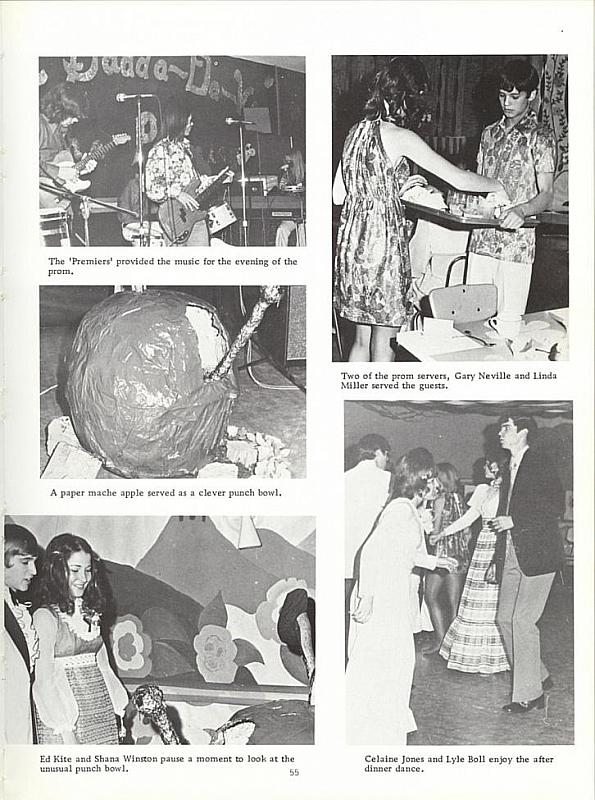 The 'Premiers' provided the music for the evening of the
prom.
A paper mache apple served as a clever punch bowl.
Ed Kite and Shana Winston pause a moment to look at the
unusual punch bowl.
Two of the prom servers, Gary Neville and Linda
Miller served the guests.
Celaine Jones and Lyle Boll enjoy the after
dinner dance.
55